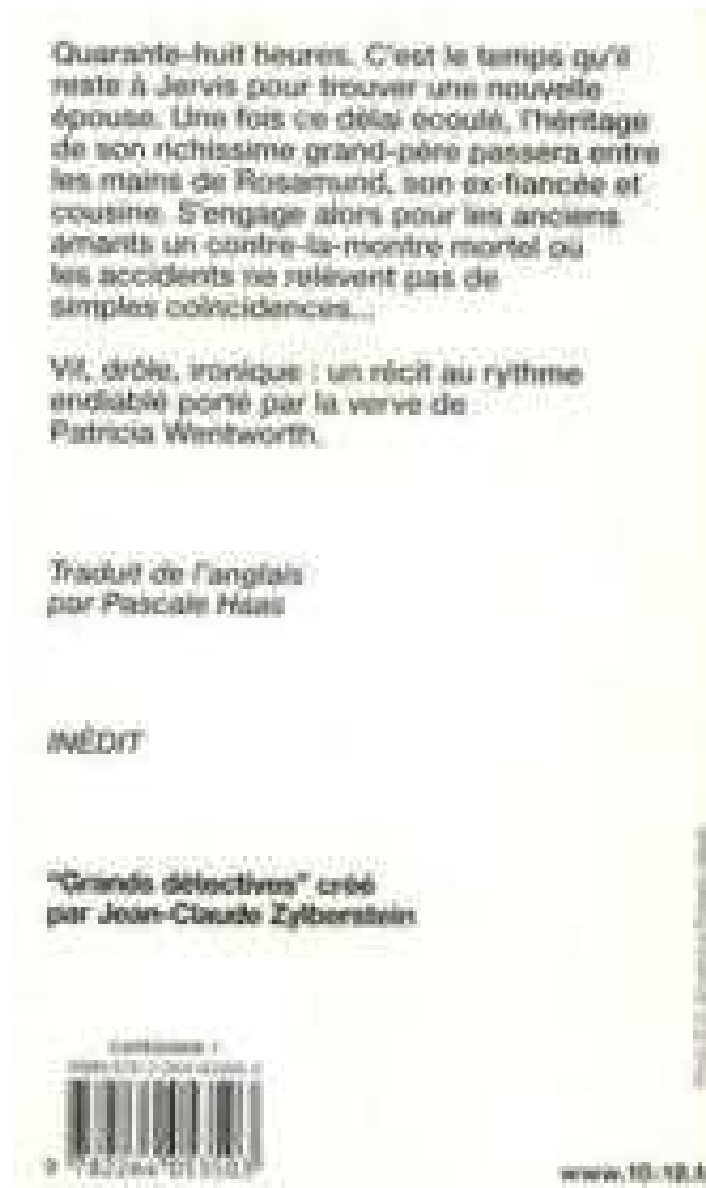 Quarante-huit heures. C'est le temps qu'il
reste à Jervis pour trouver une nouvelle
épouse. Une fois ce délai écoulé, l'héritage
de son richissime grand-père passera entre
les mains de Rosamund, son ex-fiancée et
cousine. S'engage alors pour les anciens
amants un contre-la-montre mortel où
les accidents ne relèvent pas de
simples coïncidences...
Vif, drôle, ironique : un récit au rythme
endiablé porté par la verve de
Patricia Wentworth.
Traduit de l'anglais
par Pascale Haas
INÉDIT
"Grands détectives" créé
par Jean-Claude Zylberstein
www.10-18.f